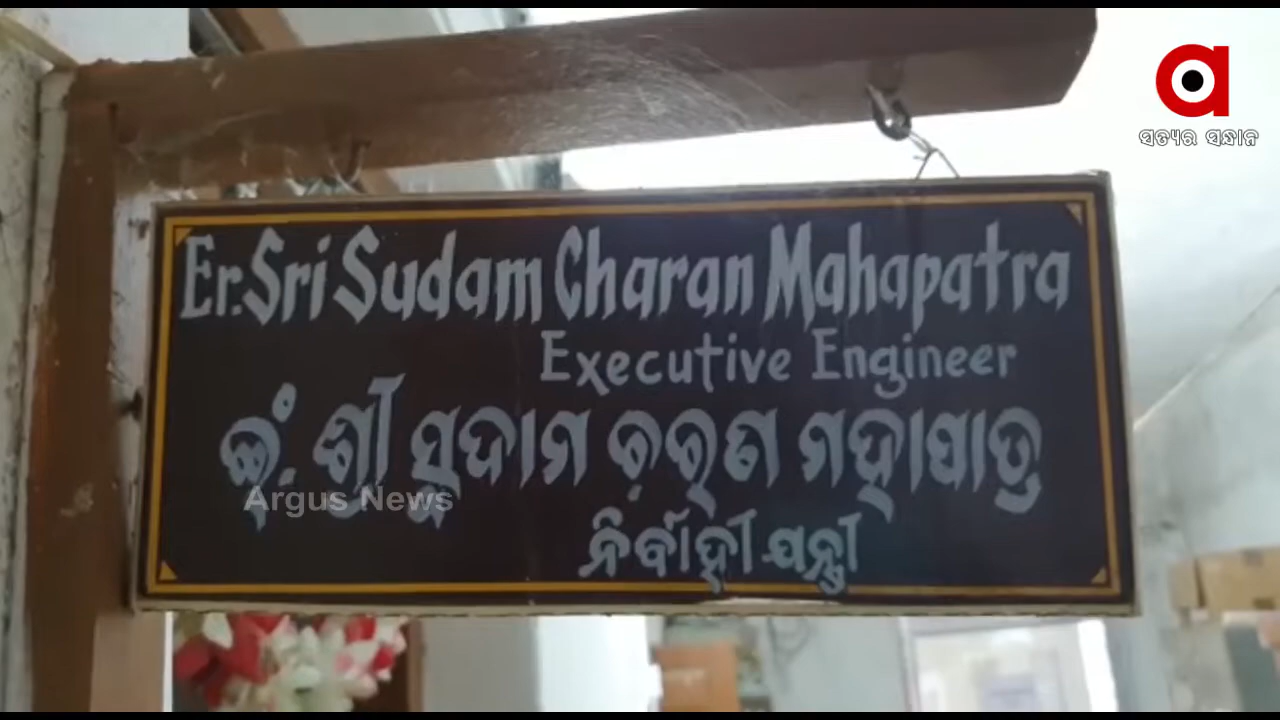 ସତ୍ୟର ସନ୍ଧାନ
Er. Sri Sudam Charan Mahapatra
Executive Engineer
ଇଂ. ଶ୍ରୀ ସୁଦାମ ଚରଣ ମହାପାତ୍ର
Argus News
ନିର୍ବାହୀ ଯନ୍ତ୍ରୀ